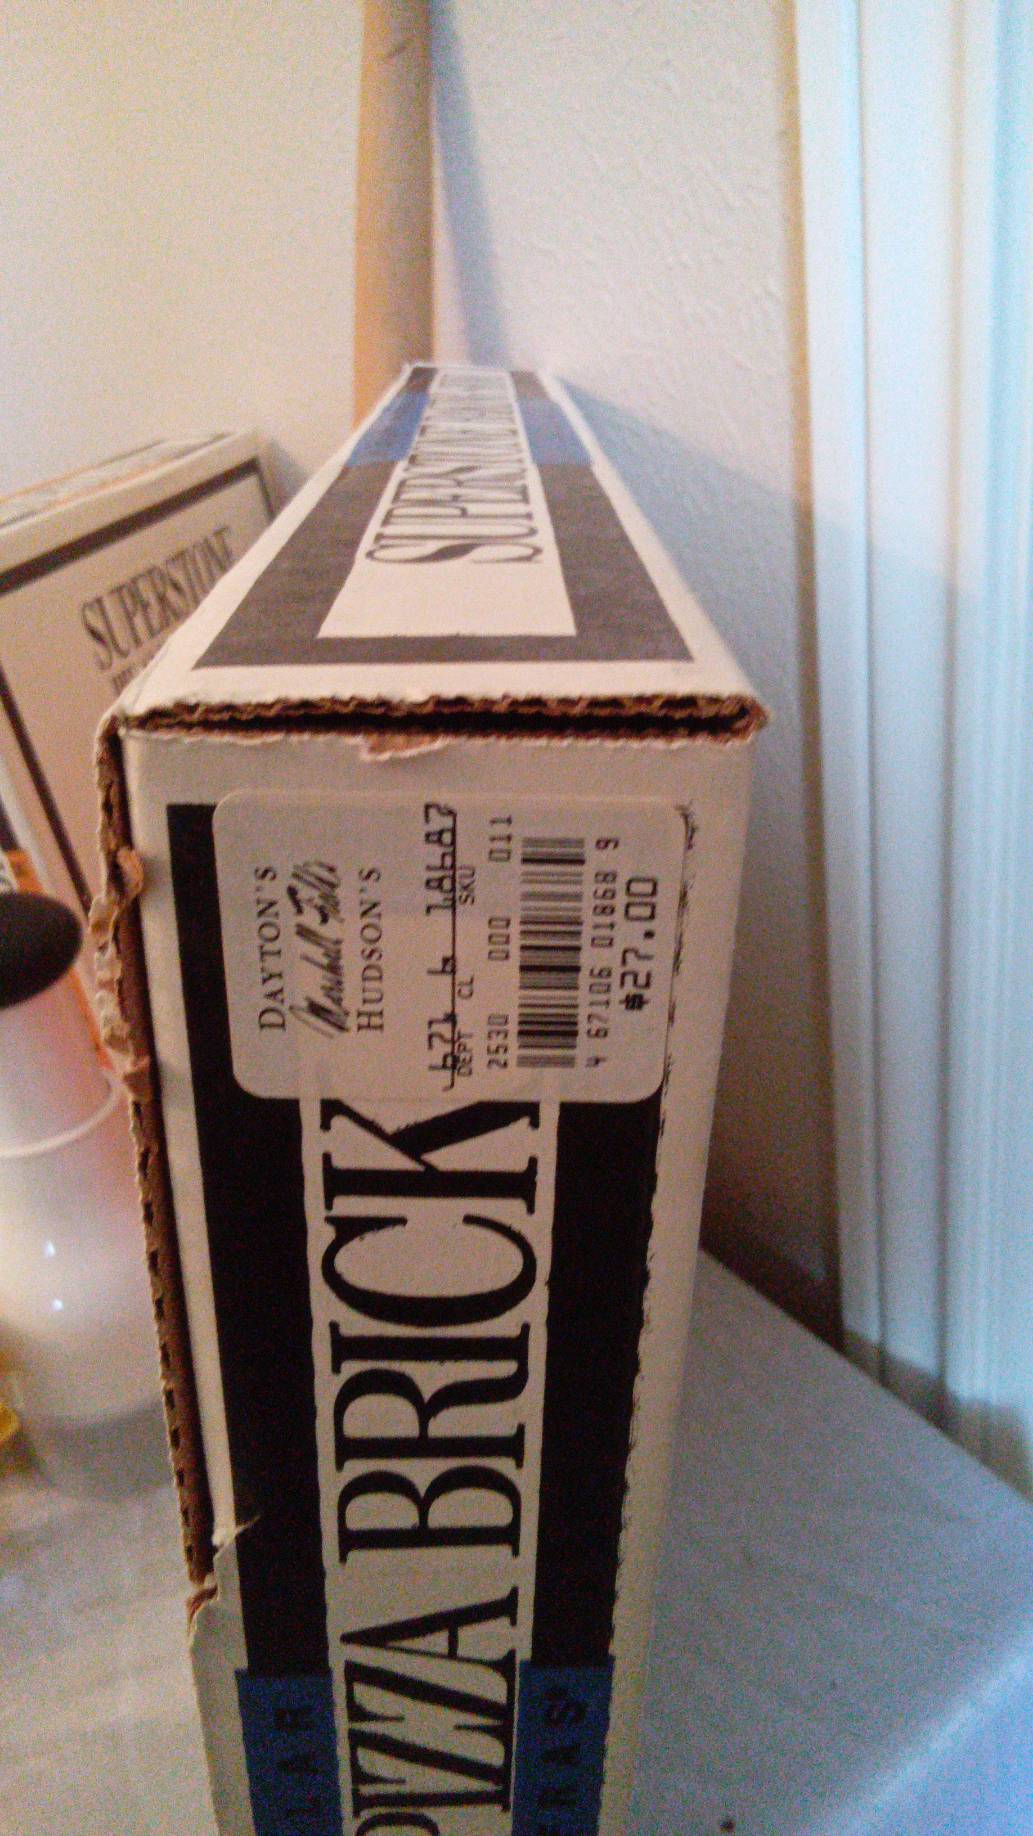 SUPERSTONE
SUPERSTONE
DAYTON'S
Marshall Field's
HUDSON'S
671 6 18687
DEPT CL SKU
2530 000 011
4 67106 01868 9
$27.00
PIZZA BRICK